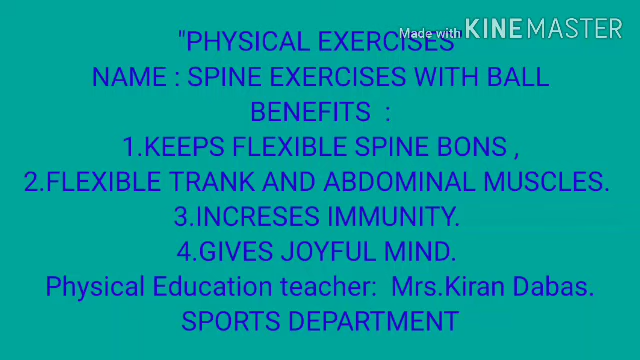 Made with KINEMASTER
"PHYSICAL EXERCISES"
NAME : SPINE EXERCISES WITH BALL
BENEFITS :
1.KEEPS FLEXIBLE SPINE BONS ,
2.FLEXIBLE TRANK AND ABDOMINAL MUSCLES.
3.INCRESES IMMUNITY.
4.GIVES JOYFUL MIND.
Physical Education teacher: Mrs.Kiran Dabas.
SPORTS DEPARTMENT